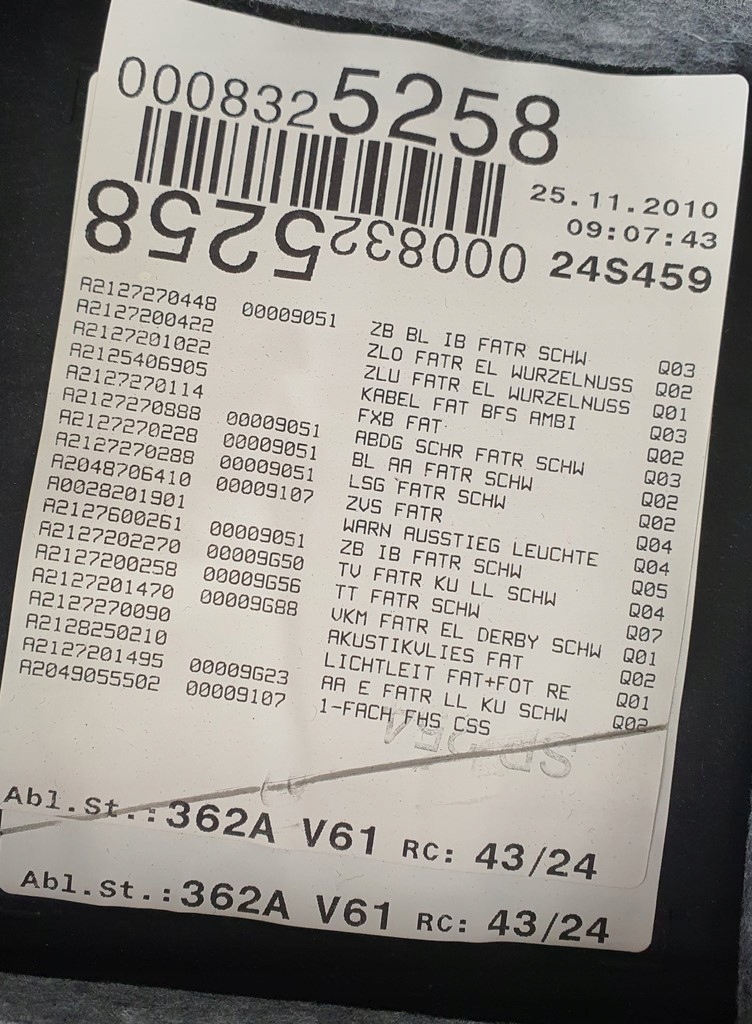 0008325258
25.11.2010
09:07:43
0008325258
24S459
A2127270448 00009051 ZB BL IB FATR SCHW Q03
A2127200422 ZLO FATR EL WURZELNUSS Q02
A2127201022 ZLU FATR EL WURZELNUSS Q01
A2125406905 KABEL FAT BFS AMBI Q03
A2127270114 FXB FAT Q02
A2127270888 00009051 ABDG SCHR FATR SCHW Q03
A2127270228 00009051 BL AA FATR SCHW Q02
A2127270288 00009051 LSG FATR SCHW Q02
A2048706410 00009107 ZVS FATR Q04
A0028201901 WARN AUSSTIEG LEUCHTE Q04
A2127600261 00009051 ZB IB FATR SCHW Q05
A2127202270 00009G50 TV FATR KU LL SCHW Q04
A2127200258 00009G56 TT FATR SCHW Q07
A2127201470 00009G88 VKM FATR EL DERBY SCHW Q01
A2127270090 AKUSTIKVLIES FAT Q02
A2128250210 LICHTLEIT FAT+FOT RE Q01
A2127201495 00009G23 AA E FATR LL KU SCHW Q02
A2049055502 00009107 1-FACH FHS CSS
Abl.St.:362A V61 RC: 43/24
Abl.St.:362A V61 RC: 43/24